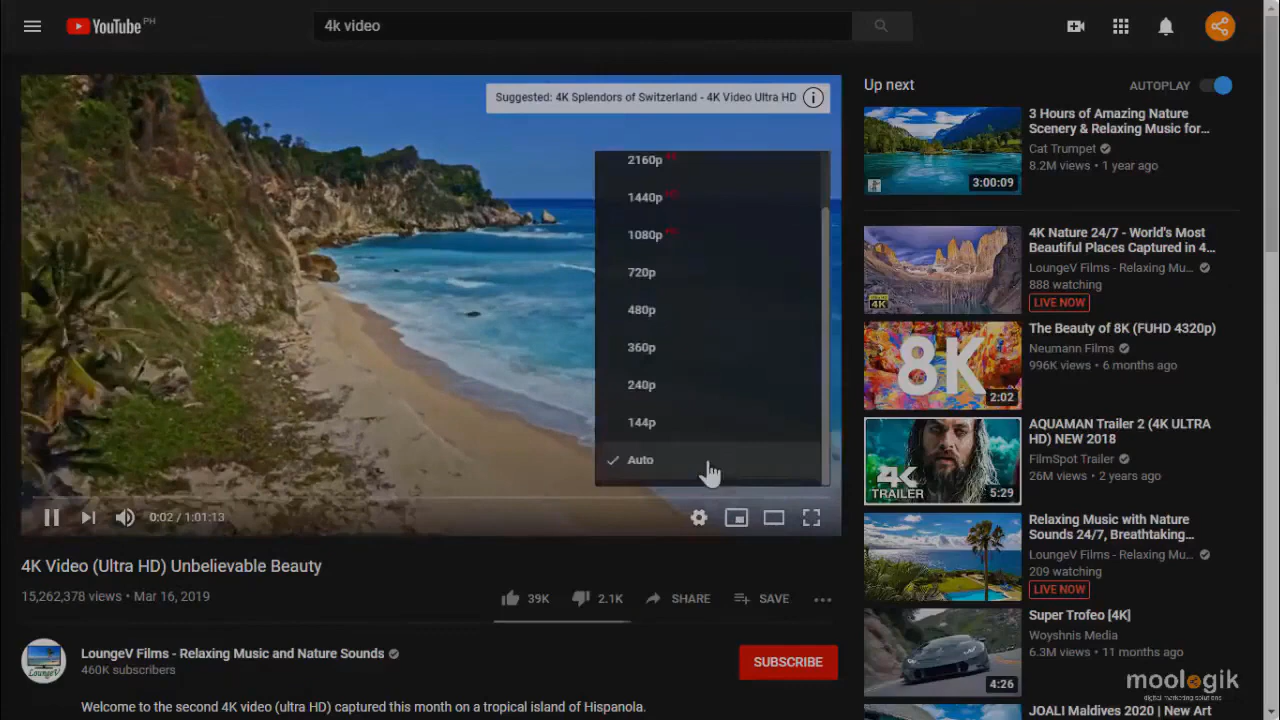 YouTube PH
4k video
Suggested: 4K Splendors of Switzerland - 4K Video Ultra HD
2160p
1440p HD
1080p HD
720p
480p
360p
240p
144p
Auto
0:02 / 1:01:13
4K Video (Ultra HD) Unbelievable Beauty
15,262,378 views • Mar 16, 2019
39K
2.1K
SHARE
SAVE
LoungeV Films - Relaxing Music and Nature Sounds
460K subscribers
SUBSCRIBE
Welcome to the second 4K video (ultra HD) captured this month on a tropical island of Hispanola.
Up next
AUTOPLAY
3:00:09
3 Hours of Amazing Nature
Scenery & Relaxing Music for...
Cat Trumpet
8.2M views • 1 year ago
4K
4K Nature 24/7 - World's Most
Beautiful Places Captured in 4...
LoungeV Films - Relaxing Mu...
888 watching
LIVE NOW
8K
2:02
The Beauty of 8K (FUHD 4320p)
Neumann Films
996K views • 6 months ago
4K
TRAILER
5:29
AQUAMAN Trailer 2 (4K ULTRA
HD) NEW 2018
FilmSpot Trailer
26M views • 2 years ago
Relaxing Music with Nature
Sounds 24/7, Breathtaking...
LoungeV Films - Relaxing Mu...
209 watching
LIVE NOW
4:26
Super Trofeo [4K]
Woyshnis Media
6.3M views • 11 months ago
JOALI Maldives 2020 | New Art
moologik
digital marketing solutions